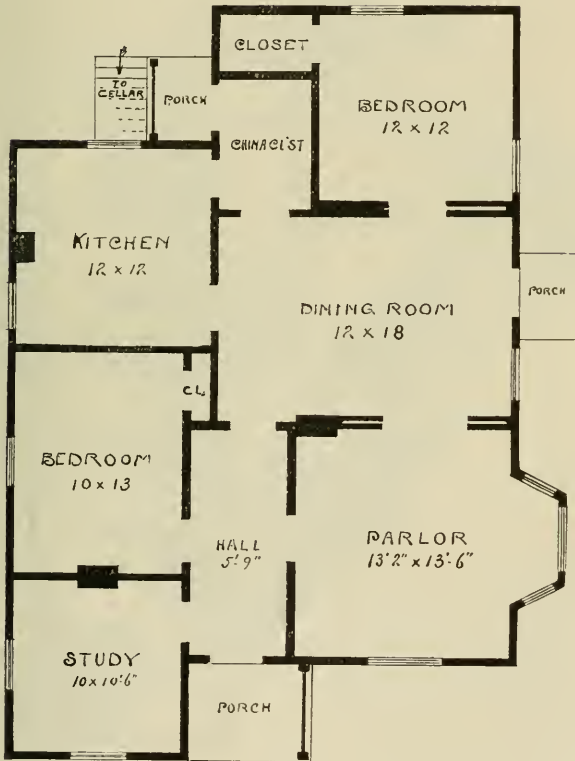 CLOSET
TO
CELLAR
PORCH
BEDROOM
12 x 12
CHINA CL'ST
KITCHEN
12 x 12
DINING ROOM
12 x 18
PORCH
CL
BEDROOM
10 x 13
HALL
5'-9"
PARLOR
13'2" x 13'-6"
STUDY
10 x 10'-6"
PORCH